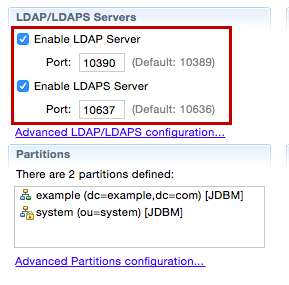 LDAP/LDAPS Servers
Enable LDAP Server
Port: 10390 (Default: 10389)
Enable LDAPS Server
Port: 10637 (Default: 10636)
Advanced LDAP/LDAPS configuration...
Partitions
There are 2 partitions defined:
example (dc=example,dc=com) [JDBM]
system (ou=system) [JDBM]
Advanced Partitions configuration...